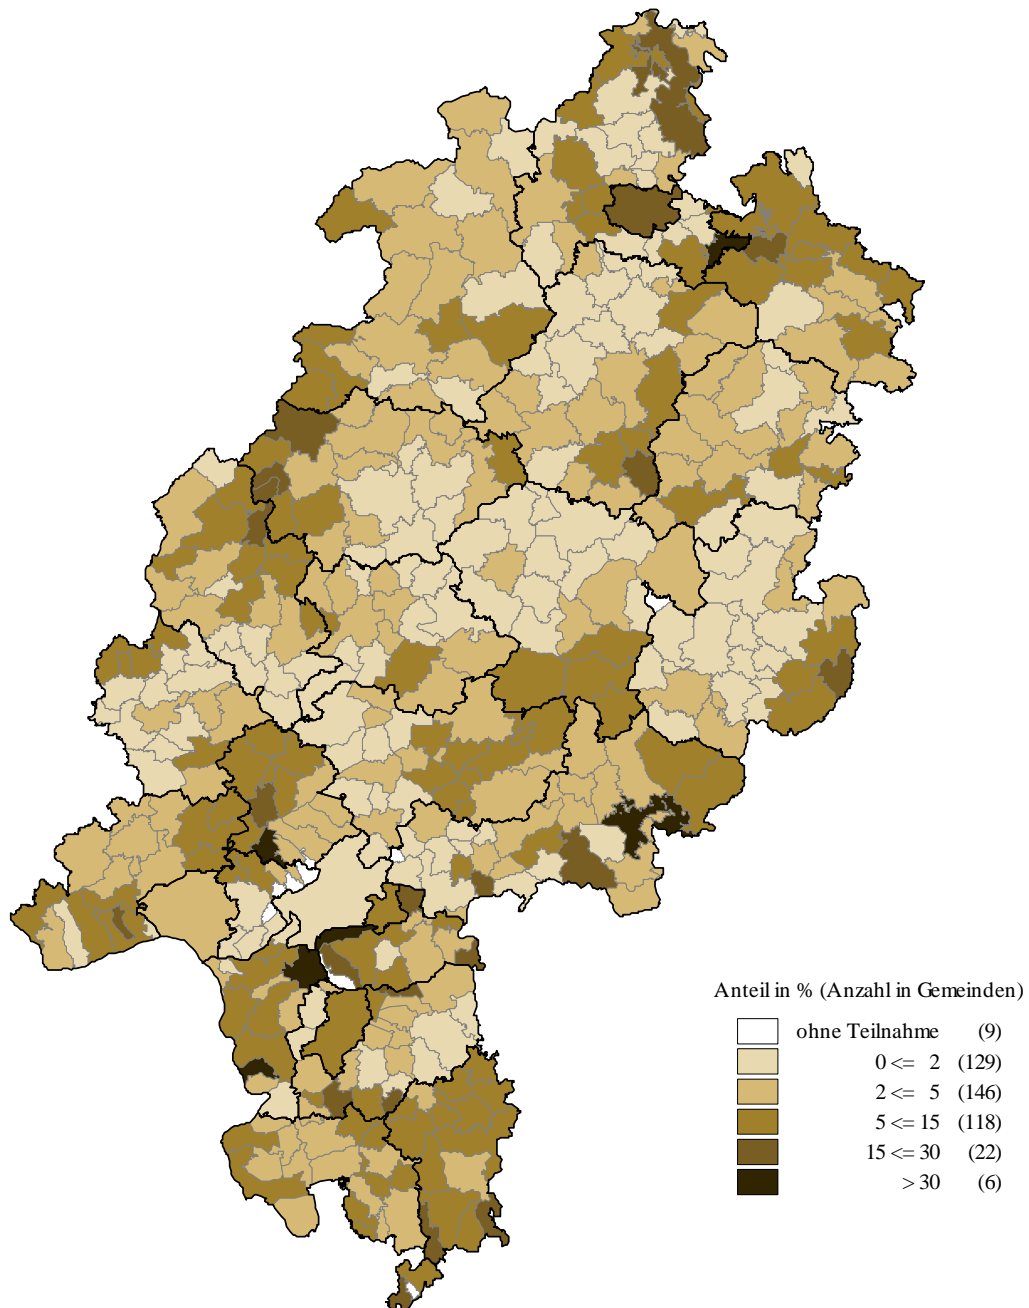 Anteil in % (Anzahl in Gemeinden)
ohne Teilnahme (9)
0 <= 2 (129)
2 <= 5 (146)
5 <= 15 (118)
15 <= 30 (22)
> 30 (6)